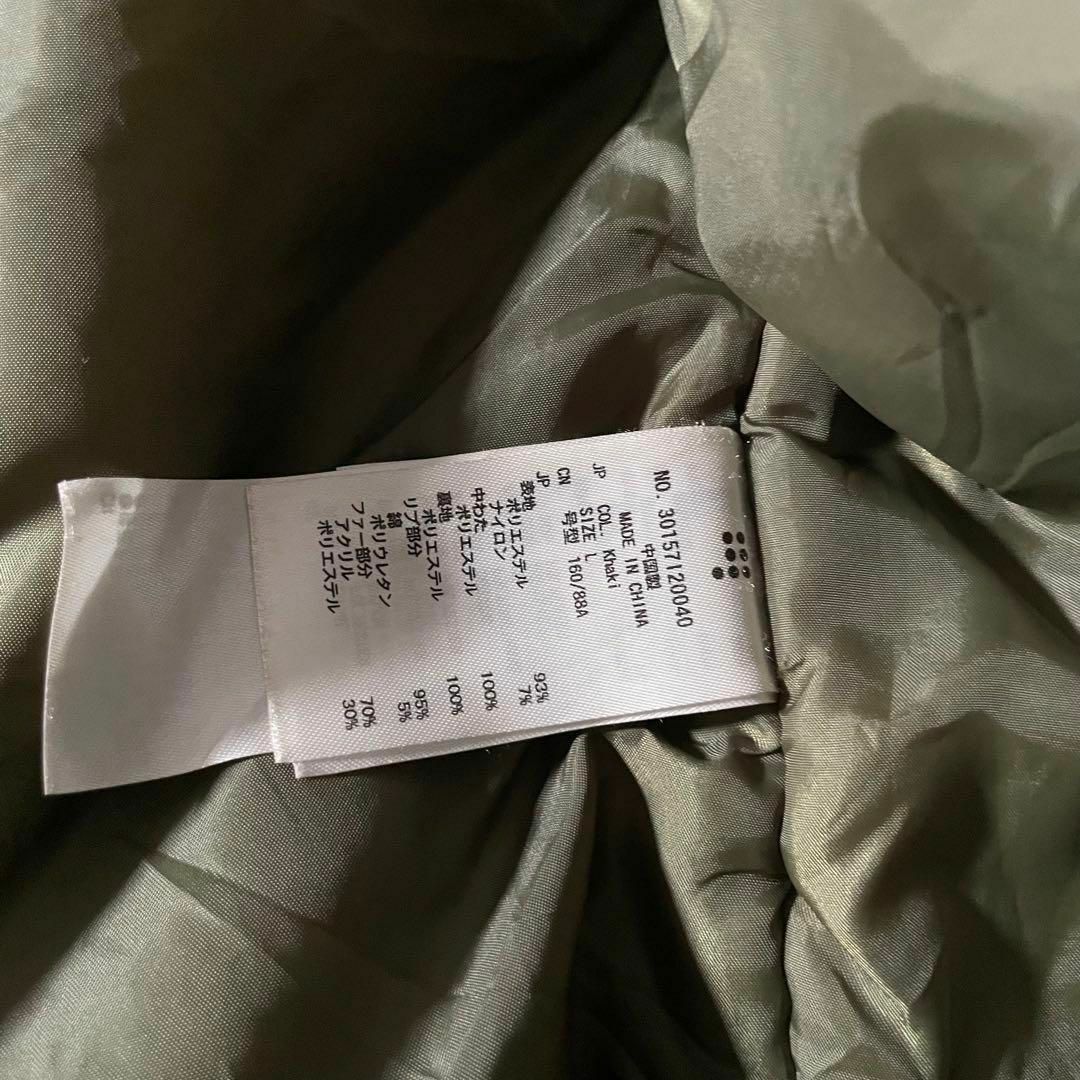 NO. 301571120040
中国製
MADE IN CHINA
JP COL. Khaki
SIZE L
CN 号型 160/88A
JP
表地
ポリエステル 93%
ナイロン 7%
中わた
ポリエステル 100%
裏地
ポリエステル 100%
リブ部分
綿 95%
ポリウレタン 5%
ファー部分
アクリル 70%
ポリエステル 30%